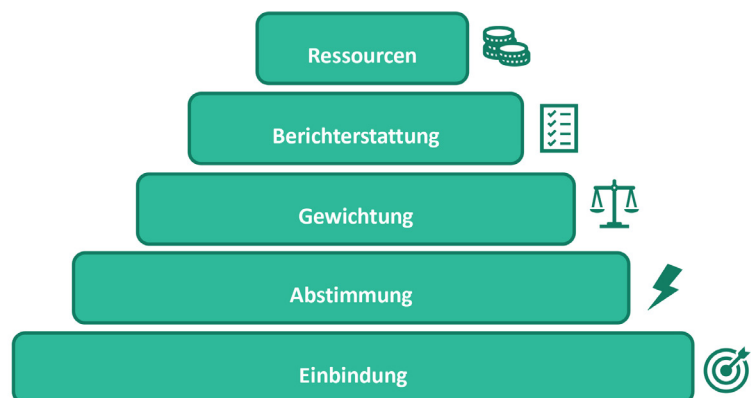 Ressourcen
Berichterstattung
Gewichtung
Abstimmung
Einbindung